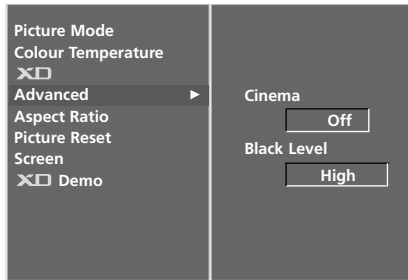 Picture Mode
Colour Temperature
XD
Advanced ►
Aspect Ratio
Picture Reset
Screen
XD Demo
Cinema
Off
Black Level
High